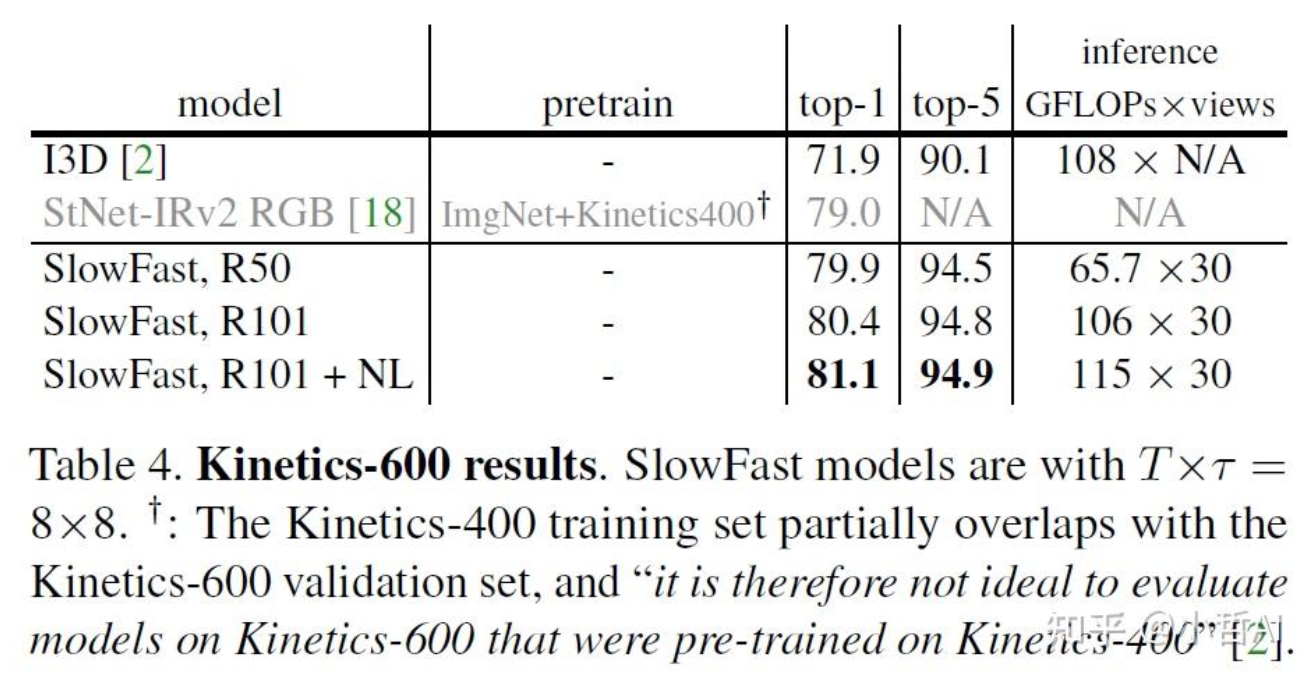 inference
model pretrain top-1 top-5 GFLOPs×views
I3D [2] - 71.9 90.1 108 × N/A
StNet-IRv2 RGB [18] ImgNet+Kinetics400† 79.0 N/A N/A
SlowFast, R50 - 79.9 94.5 65.7 ×30
SlowFast, R101 - 80.4 94.8 106 × 30
SlowFast, R101 + NL - 81.1 94.9 115 × 30
Table 4. Kinetics-600 results. SlowFast models are with T×τ =
8×8. †: The Kinetics-400 training set partially overlaps with the
Kinetics-600 validation set, and “it is therefore not ideal to evaluate
models on Kinetics-600 that were pre-trained on Kinetics-400” [2].
知乎 @小哲AI